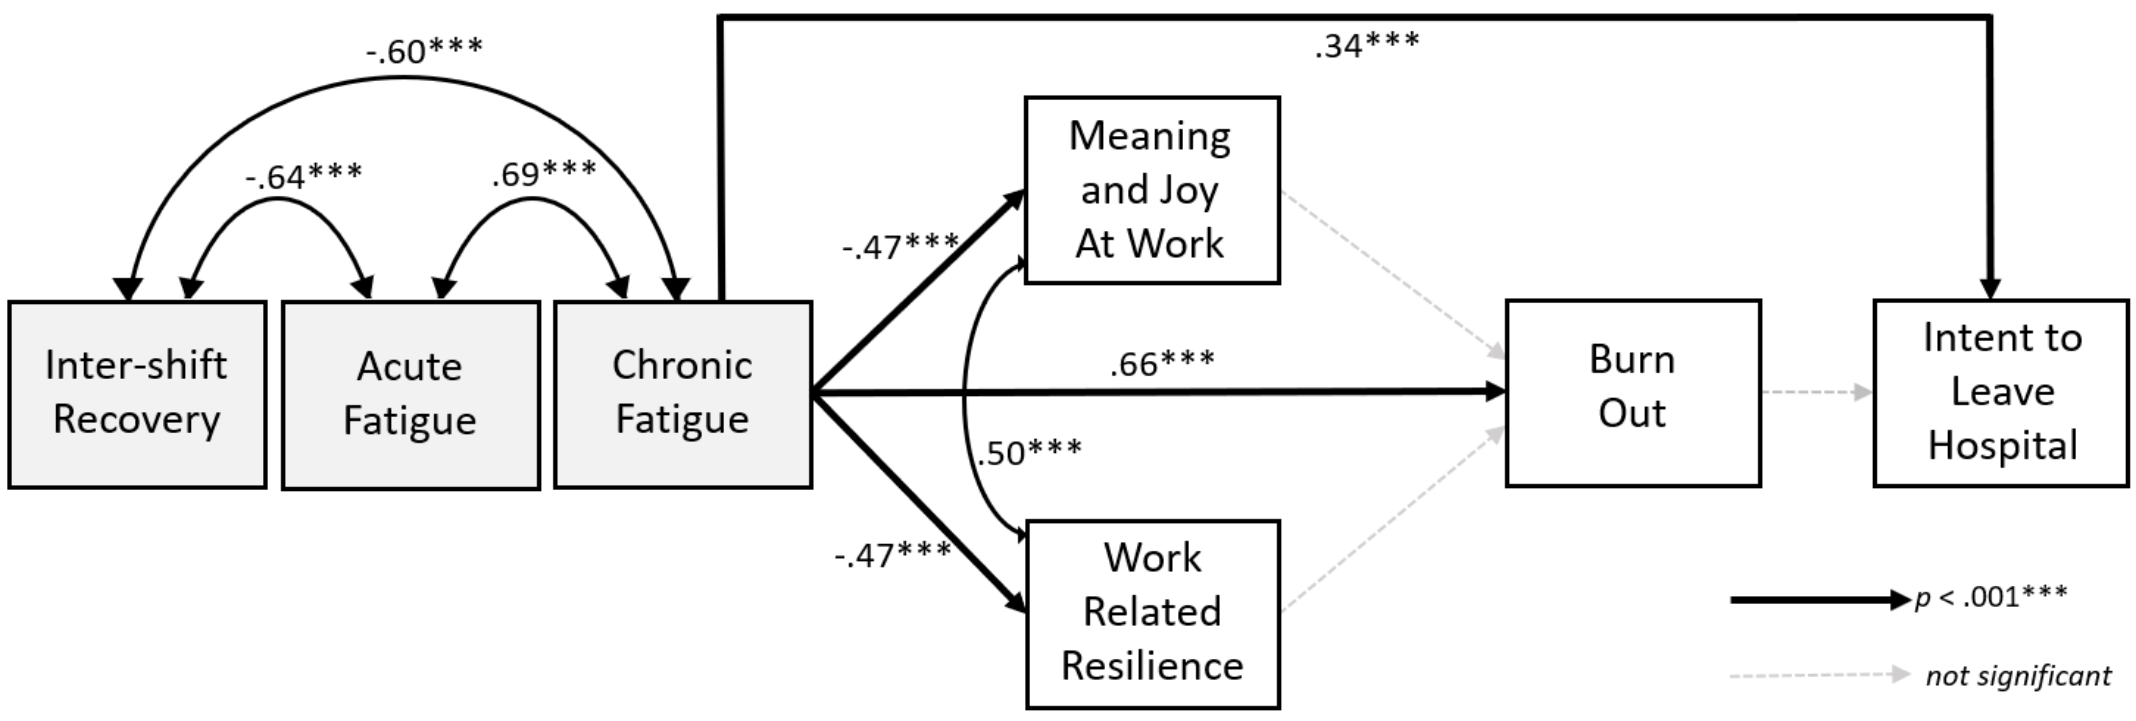 -.60***
.34***
-.64***
.69***
Meaning
and Joy
At Work
-.47***
Inter-shift
Recovery
Acute
Fatigue
Chronic
Fatigue
.66***
Burn
Out
Intent to
Leave
Hospital
.50***
-.47***
Work
Related
Resilience
p < .001***
not significant